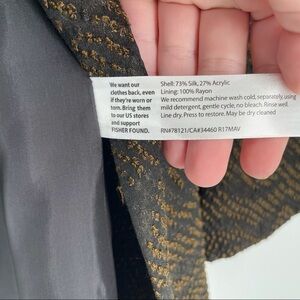 We want our
clothes back, even
if they're worn or
torn. Bring them
to our US stores
and support
FISHER FOUND.
Shell: 73% Silk, 27% Acrylic
Lining: 100% Rayon
We recommend machine wash cold, separately, using
mild detergent, gentle cycle, no bleach. Rinse well.
Line dry. Press to restore. May be dry cleaned
RN#78121/CA#34460 R17MAV